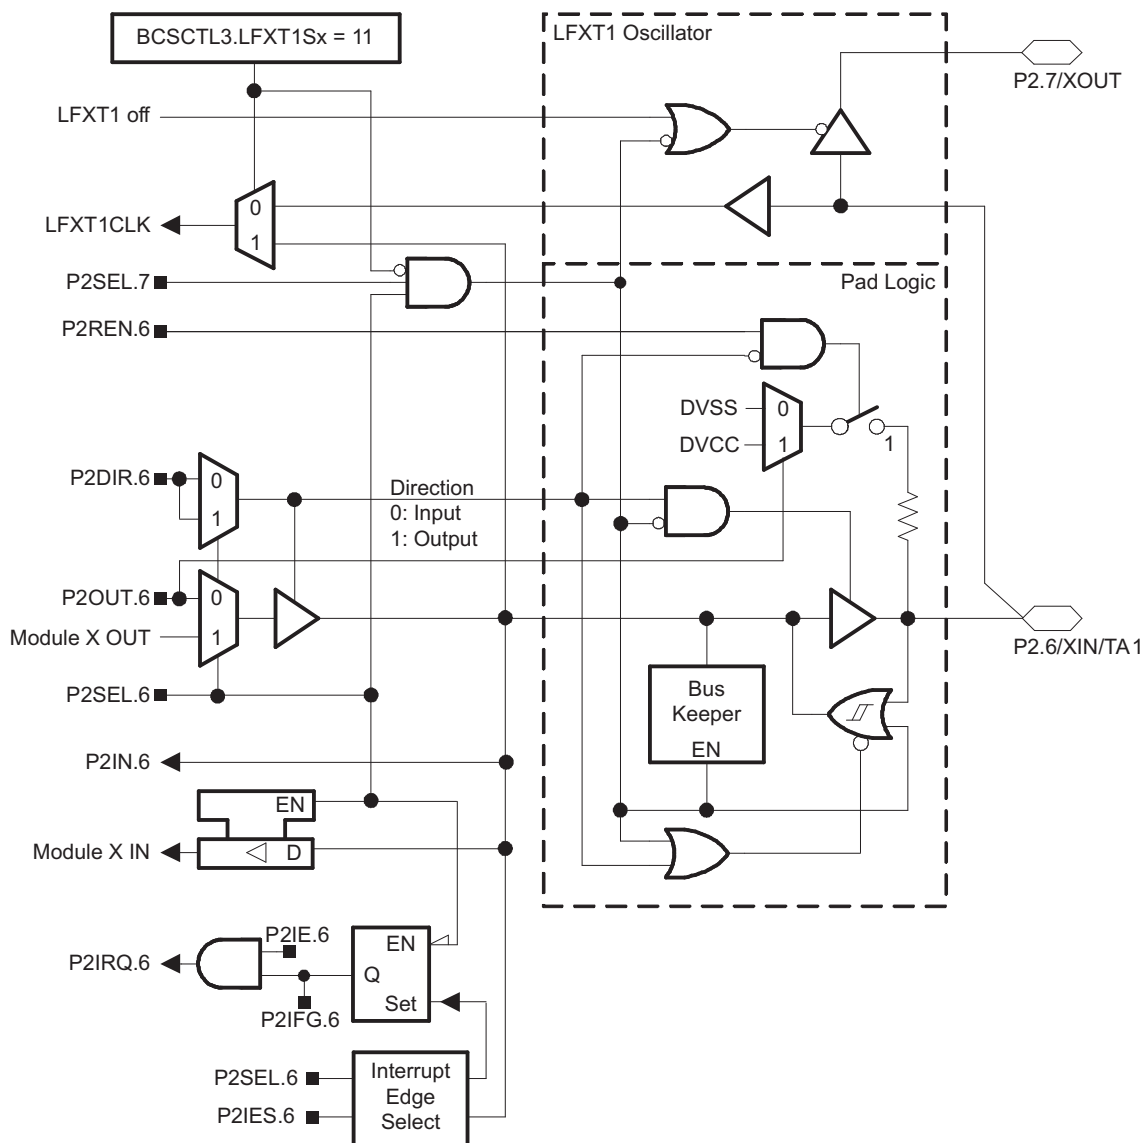 BCSCTL3.LFXT1Sx = 11
LFXT1 Oscillator
P2.7/XOUT
LFXT1 off
0
LFXT1CLK
1
P2SEL.7
Pad Logic
P2REN.6
DVSS
0
DVCC
1
1
P2DIR.6
0
1
Direction
0: Input
1: Output
P2OUT.6
0
Module X OUT
1
P2.6/XIN/TA1
P2SEL.6
Bus
Keeper
EN
P2IN.6
EN
Module X IN
D
P2IE.6
EN
P2IRQ.6
Q
Set
P2IFG.6
P2SEL.6
P2IES.6
Interrupt
Edge
Select